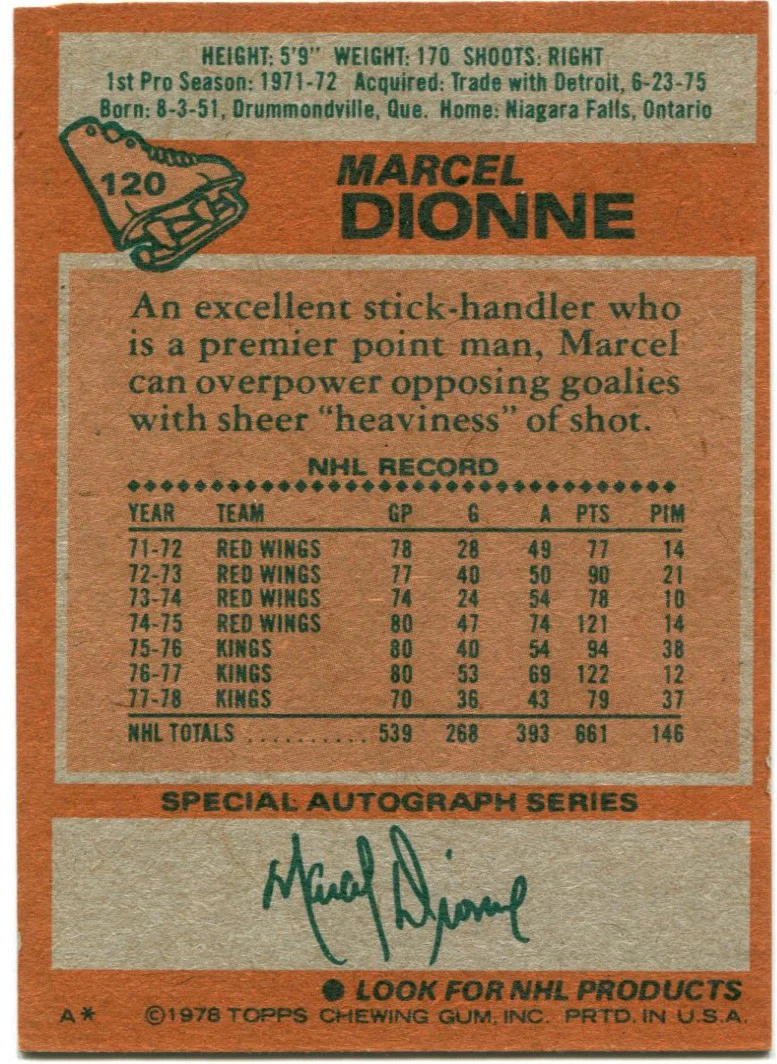 HEIGHT: 5'9" WEIGHT: 170 SHOOTS: RIGHT
1st Pro Season: 1971-72 Acquired: Trade with Detroit, 6-23-75
Born: 8-3-51, Drummondville, Que. Home: Niagara Falls, Ontario
120
MARCEL
DIONNE
An excellent stick-handler who
is a premier point man, Marcel
can overpower opposing goalies
with sheer "heaviness" of shot.
NHL RECORD
YEAR TEAM GP G A PTS PIM
71-72 RED WINGS 78 28 49 77 14
72-73 RED WINGS 77 40 50 90 21
73-74 RED WINGS 74 24 54 78 10
74-75 RED WINGS 80 47 74 121 14
75-76 KINGS 80 40 54 94 38
76-77 KINGS 80 53 69 122 12
77-78 KINGS 70 36 43 79 37
NHL TOTALS .......... 539 268 393 661 146
SPECIAL AUTOGRAPH SERIES
Marcel Dionne
● LOOK FOR NHL PRODUCTS
A* ©1978 TOPPS CHEWING GUM, INC. PRTD. IN U.S.A.